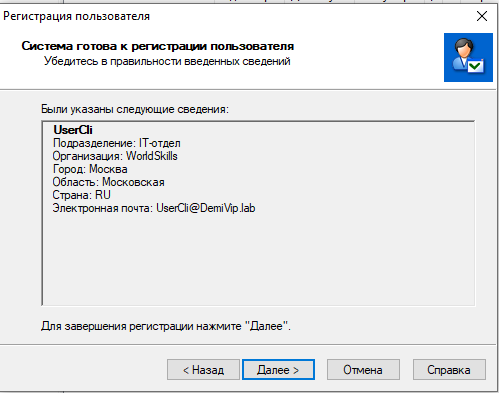 Регистрация пользователя
Система готова к регистрации пользователя
Убедитесь в правильности введенных сведений
Были указаны следующие сведения:
UserCli
Подразделение: IT-отдел
Организация: WorldSkills
Город: Москва
Область: Московская
Страна: RU
Электронная почта: UserCli@DemiVip.lab
Для завершения регистрации нажмите "Далее".
< Назад
Далее >
Отмена
Справка